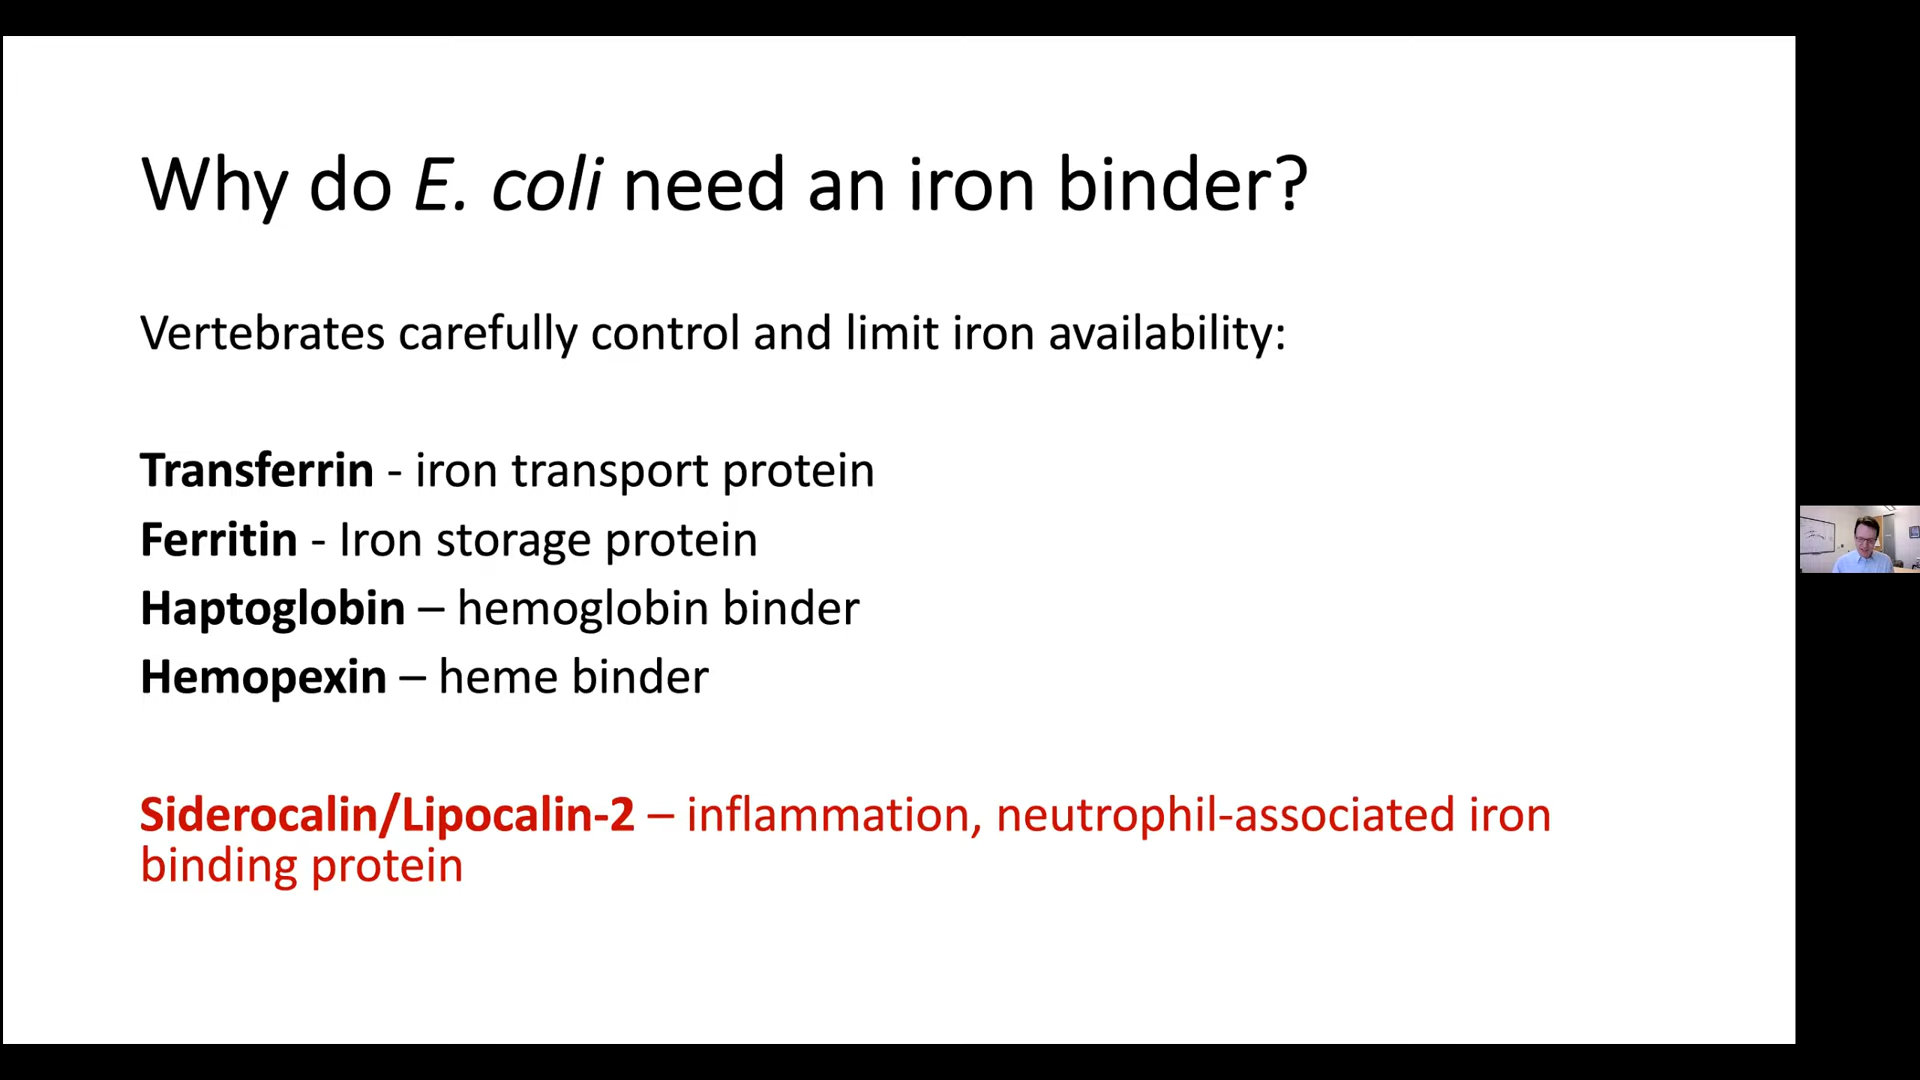 Why do E. coli need an iron binder?
Vertebrates carefully control and limit iron availability:
Transferrin - iron transport protein
Ferritin - Iron storage protein
Haptoglobin – hemoglobin binder
Hemopexin – heme binder
Siderocalin/Lipocalin-2 – inflammation, neutrophil-associated iron
binding protein